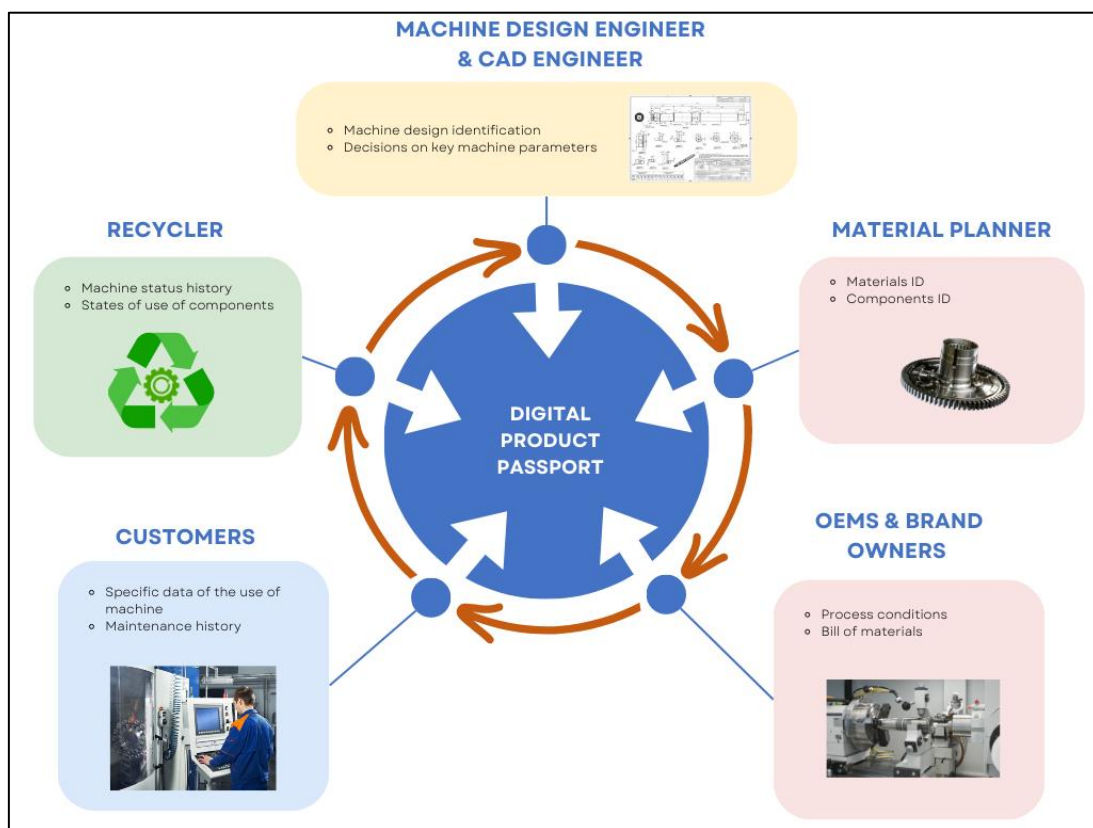 MACHINE DESIGN ENGINEER
& CAD ENGINEER
Machine design identification
Decisions on key machine parameters
RECYCLER
Machine status history
States of use of components
MATERIAL PLANNER
Materials ID
Components ID
DIGITAL
PRODUCT
PASSPORT
CUSTOMERS
Specific data of the use of
machine
Maintenance history
OEMS & BRAND
OWNERS
Process conditions
Bill of materials